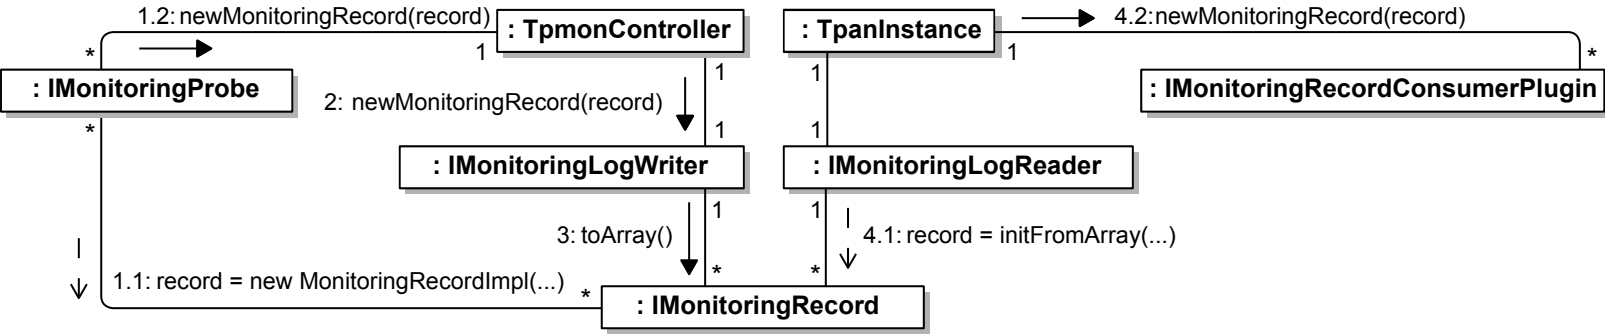 1.2: newMonitoringRecord(record)
: TpmonController
: TpanInstance
4.2: newMonitoringRecord(record)
*
1
1
*
: IMonitoringProbe
1
1
: IMonitoringRecordConsumerPlugin
2: newMonitoringRecord(record)
*
1
1
: IMonitoringLogWriter
: IMonitoringLogReader
1
1
3: toArray()
4.1: record = initFromArray(...)
1.1: record = new MonitoringRecordImpl(...)
*
*
*
: IMonitoringRecord